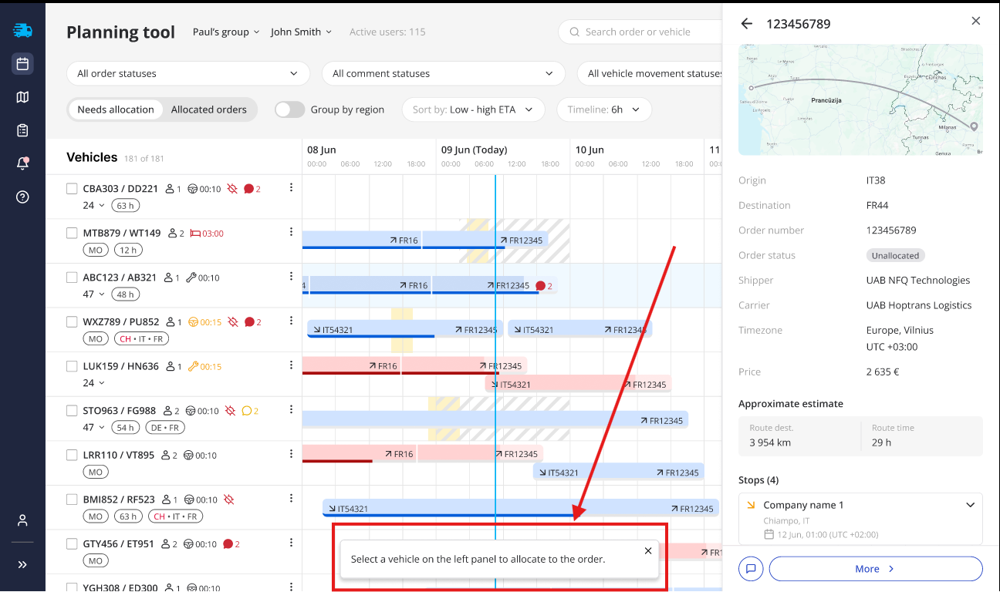 Planning tool
Paul's group
John Smith
Active users: 115
Search order or vehicle
All order statuses
All comment statuses
All vehicle movement statuses
Needs allocation
Allocated orders
Group by region
Sort by: Low - high ETA
Timeline: 6h
Vehicles 181 of 181
08 Jun
09 Jun (Today)
10 Jun
11
00:00 06:00 12:00 18:00 00:00 06:00 12:00 18:00 00:00 06:00 12:00 18:00
CBA303 / DD221 1 00:10 2
24 63 h
MTB879 / WT149 2 03:00
MO 12 h
FR16 FR12345
ABC123 / AB321 1 00:10
47 48 h
4 FR16 FR12345 2
WXZ789 / PU852 1 00:15 2
MO CH • IT • FR
IT54321 FR12345 IT54321 FR12345
LUK159 / HN636 1 00:15
24
FR16 FR12345
IT54321 FR12345
STO963 / FG988 2 00:10 2
47 54 h DE • FR
FR12345
LRR110 / VT895 2 00:10
MO
FR16 FR12345
IT54321 FR12345
BMI852 / RF523 1 00:10
MO 63 h CH • IT • FR
IT54321 FR12345
GTY456 / ET951 2 00:10 2
MO
FR1
YGH308 / ED300 1 00:10
Select a vehicle on the left panel to allocate to the order.
123456789
Prancūzija
Milanas
Turinas
Genuja
Origin IT38
Destination FR44
Order number 123456789
Order status Unallocated
Shipper UAB NFQ Technologies
Carrier UAB Hoptrans Logistics
Timezone Europe, Vilnius
UTC +03:00
Price 2 635 €
Approximate estimate
Route dest. Route time
3 954 km 29 h
Stops (4)
Company name 1
Chiampo, IT
12 Jun, 01:00 (UTC +02:00)
More